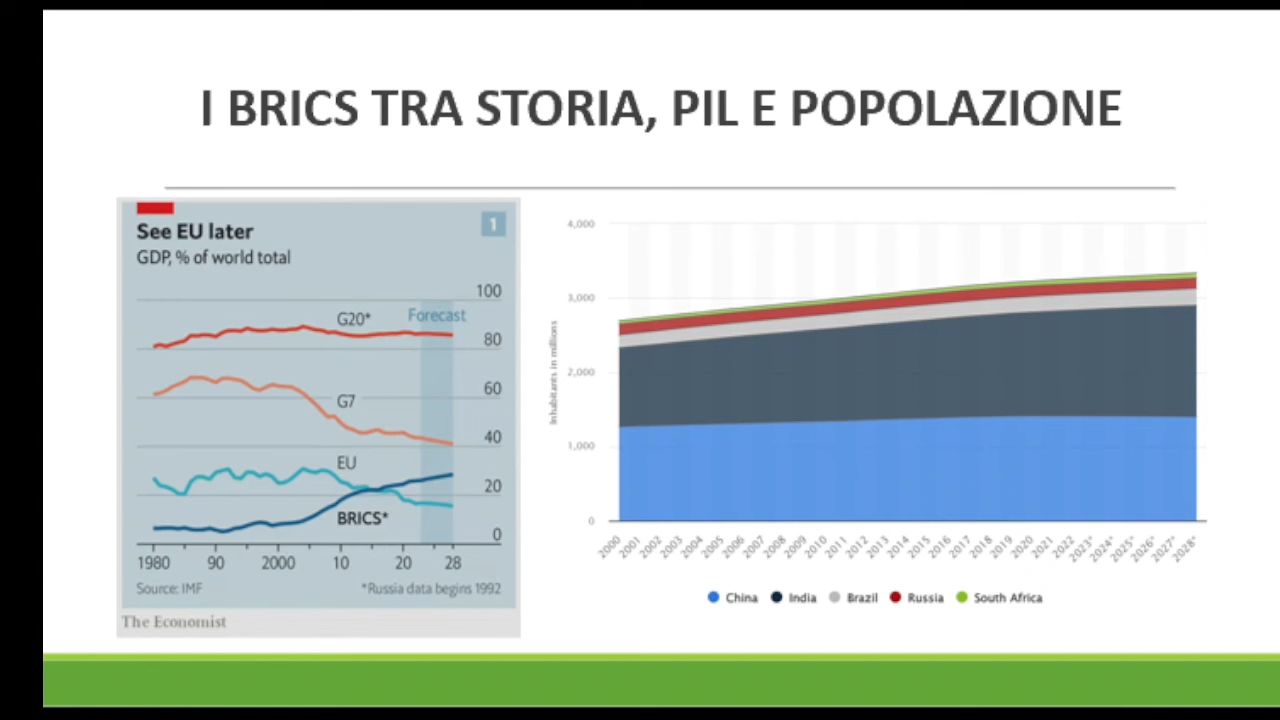 I BRICS TRA STORIA, PIL E POPOLAZIONE
See EU later
1
GDP, % of world total
100
Forecast
G20*
80
60
G7
40
EU
20
BRICS*
0
1980 90 2000 10 20 28
Source: IMF *Russia data begins 1992
The Economist
4,000
3,000
2,000
1,000
0
Inhabitants in millions
2000 2001 2002 2003 2004 2005 2006 2007 2008 2009 2010 2011 2012 2013 2014 2015 2016 2017 2018 2019 2020 2021 2022 2023* 2024* 2025* 2026* 2027* 2028*
China India Brazil Russia South Africa